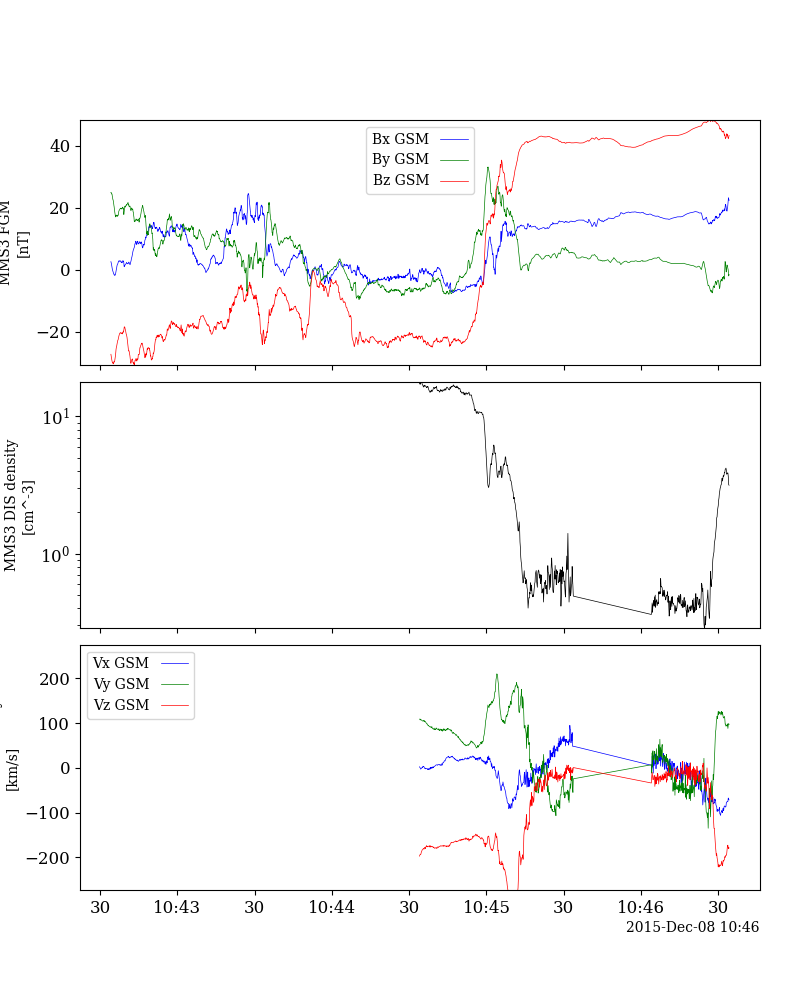 40
20
0
−20
MMS3 FGM
[nT]
Bx GSM
By GSM
Bz GSM
10^1
10^0
MMS3 DIS density
[cm^-3]
200
100
0
−100
−200
[km/s]
Vx GSM
Vy GSM
Vz GSM
30 10:43 30 10:44 30 10:45 30 10:46 30
2015-Dec-08 10:46